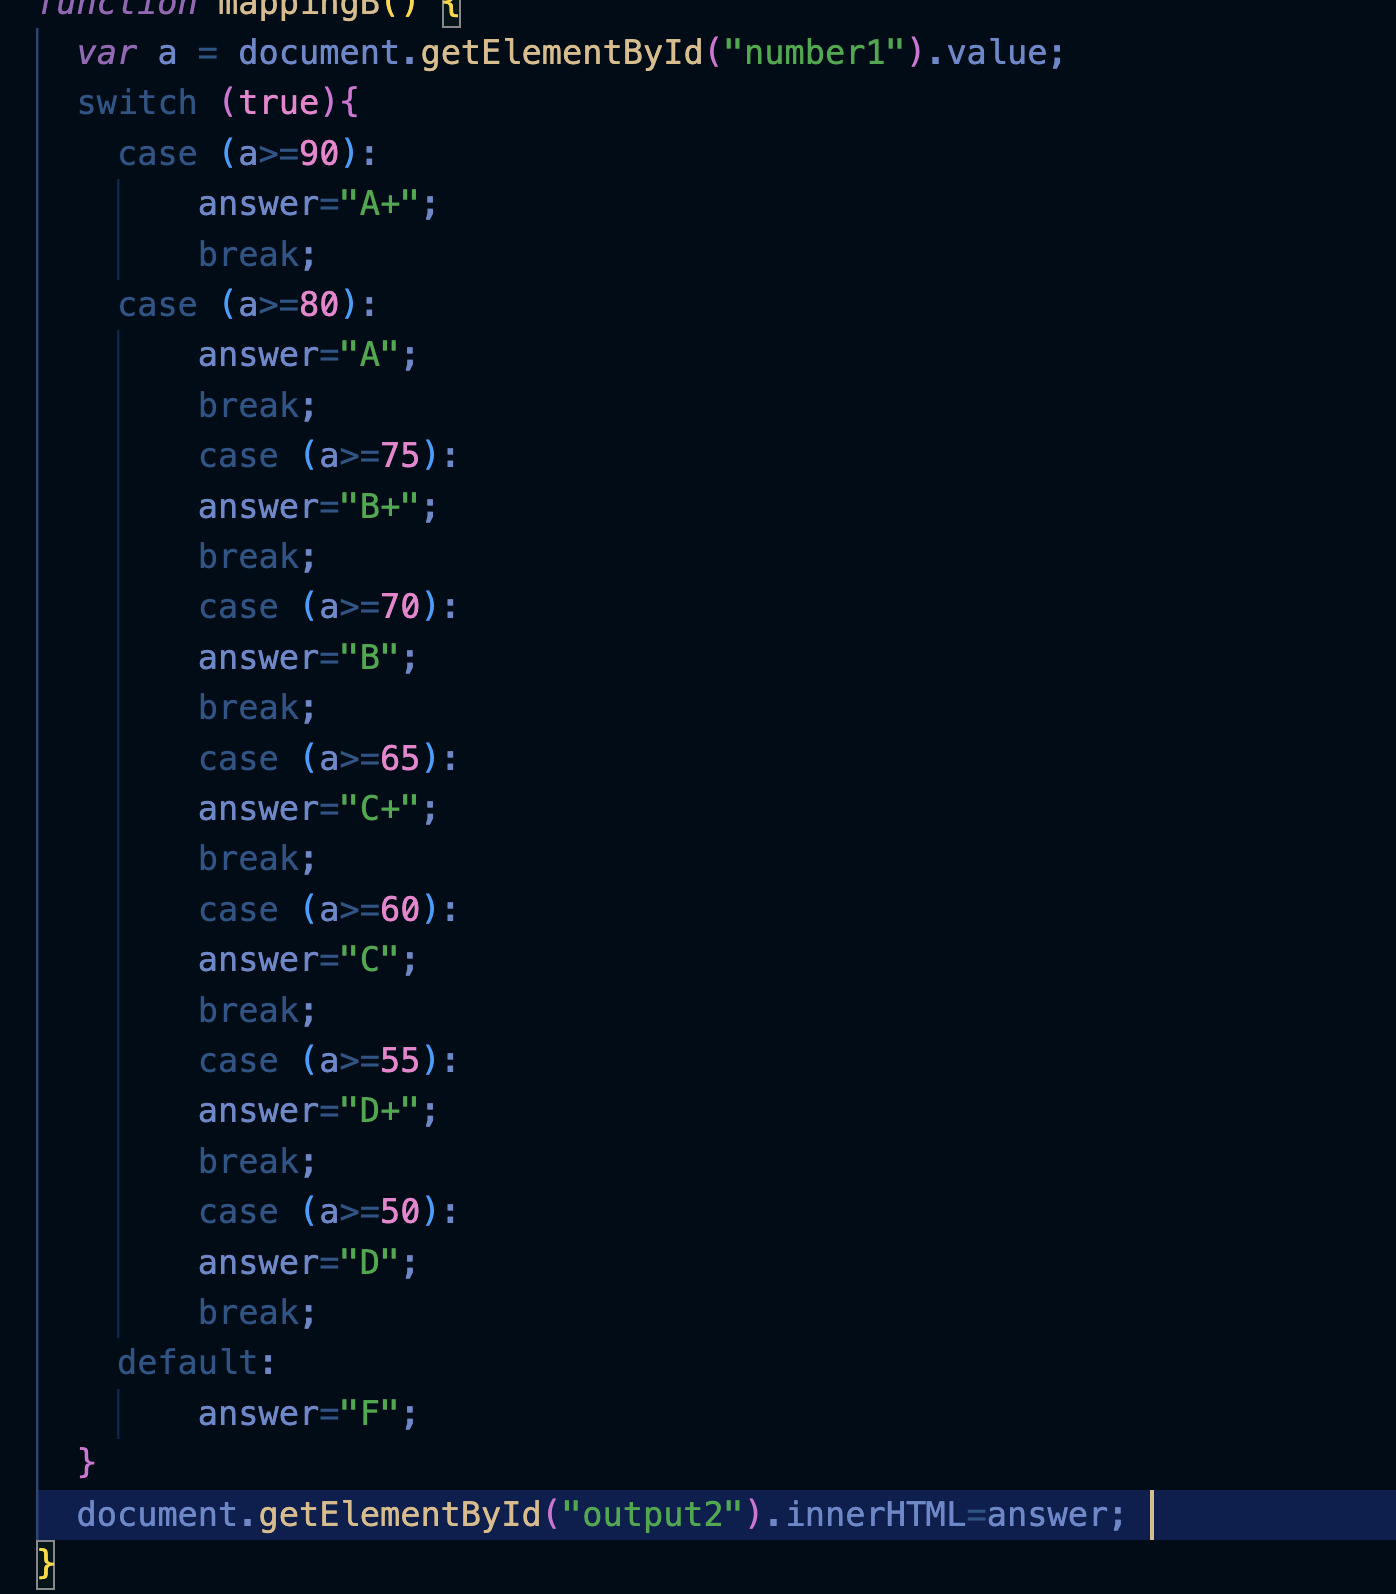 function mappingB() {
var a = document.getElementById("number1").value;
switch (true){
case (a>=90):
answer="A+";
break;
case (a>=80):
answer="A";
break;
case (a>=75):
answer="B+";
break;
case (a>=70):
answer="B";
break;
case (a>=65):
answer="C+";
break;
case (a>=60):
answer="C";
break;
case (a>=55):
answer="D+";
break;
case (a>=50):
answer="D";
break;
default:
answer="F";
}
document.getElementById("output2").innerHTML=answer;
}